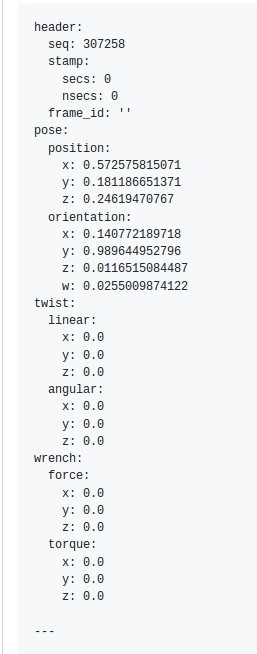 header:
  seq: 307258
  stamp:
    secs: 0
    nsecs: 0
  frame_id: ''
pose:
  position:
    x: 0.572575815071
    y: 0.181186651371
    z: 0.24619470767
  orientation:
    x: 0.140772189718
    y: 0.989644952796
    z: 0.0116515084487
    w: 0.0255009874122
twist:
  linear:
    x: 0.0
    y: 0.0
    z: 0.0
  angular:
    x: 0.0
    y: 0.0
    z: 0.0
wrench:
  force:
    x: 0.0
    y: 0.0
    z: 0.0
  torque:
    x: 0.0
    y: 0.0
    z: 0.0
---